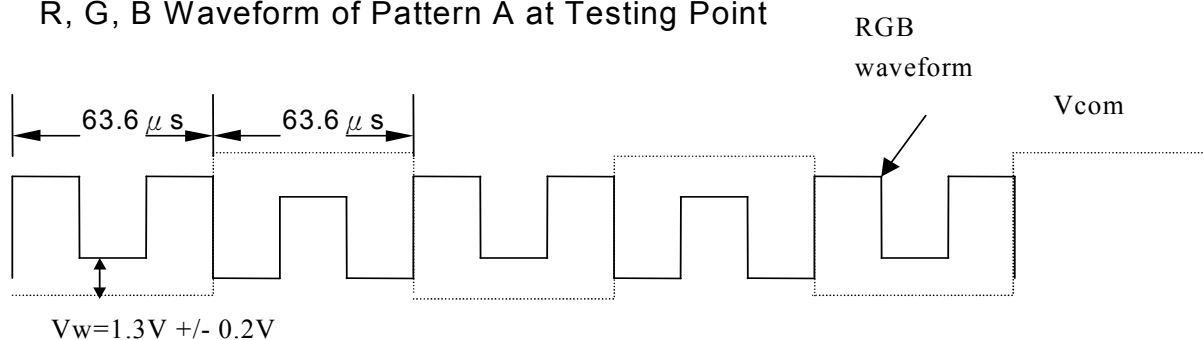 R, G, B Waveform of Pattern A at Testing Point
RGB
waveform
Vcom
63.6 μ s
63.6 μ s
Vw=1.3V +/- 0.2V